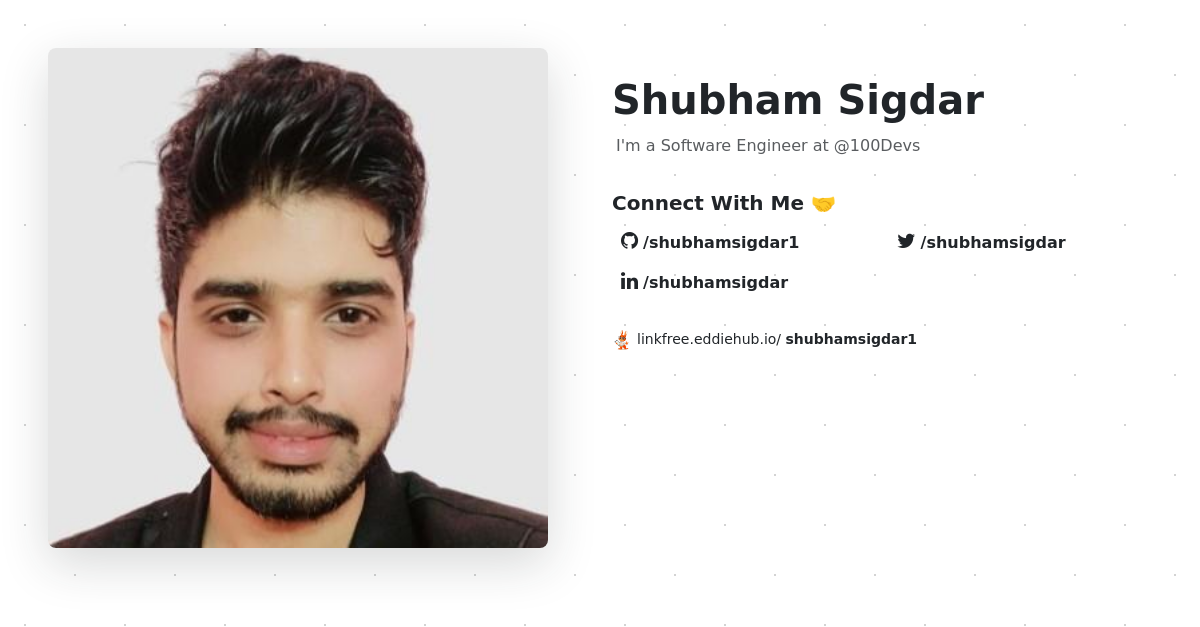 Shubham Sigdar
I'm a Software Engineer at @100Devs
Connect With Me 🤝
/shubhamsigdar1
/shubhamsigdar
/shubhamsigdar
linkfree.eddiehub.io/ shubhamsigdar1